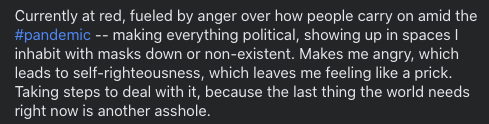 Currently at red, fueled by anger over how people carry on amid the
#pandemic -- making everything political, showing up in spaces I
inhabit with masks down or non-existent. Makes me angry, which
leads to self-righteousness, which leaves me feeling like a prick.
Taking steps to deal with it, because the last thing the world needs
right now is another asshole.